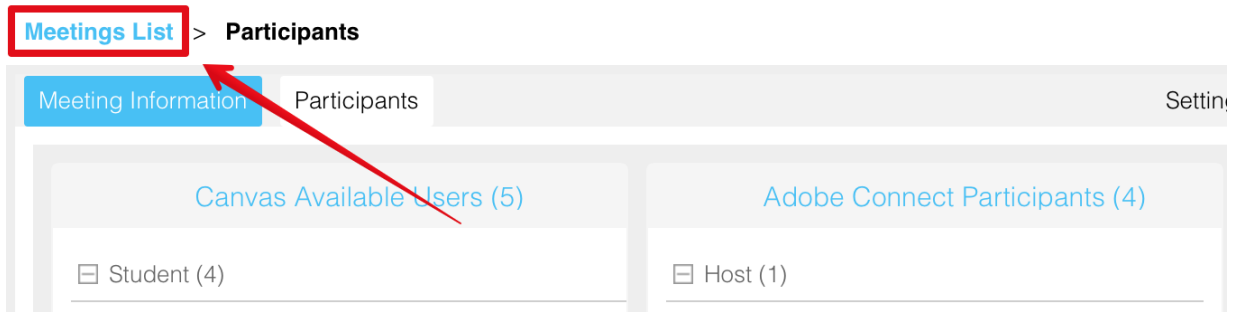 Meetings List > Participants
Meeting Information Participants Settin
Canvas Available Users (5) Adobe Connect Participants (4)
Student (4) Host (1)